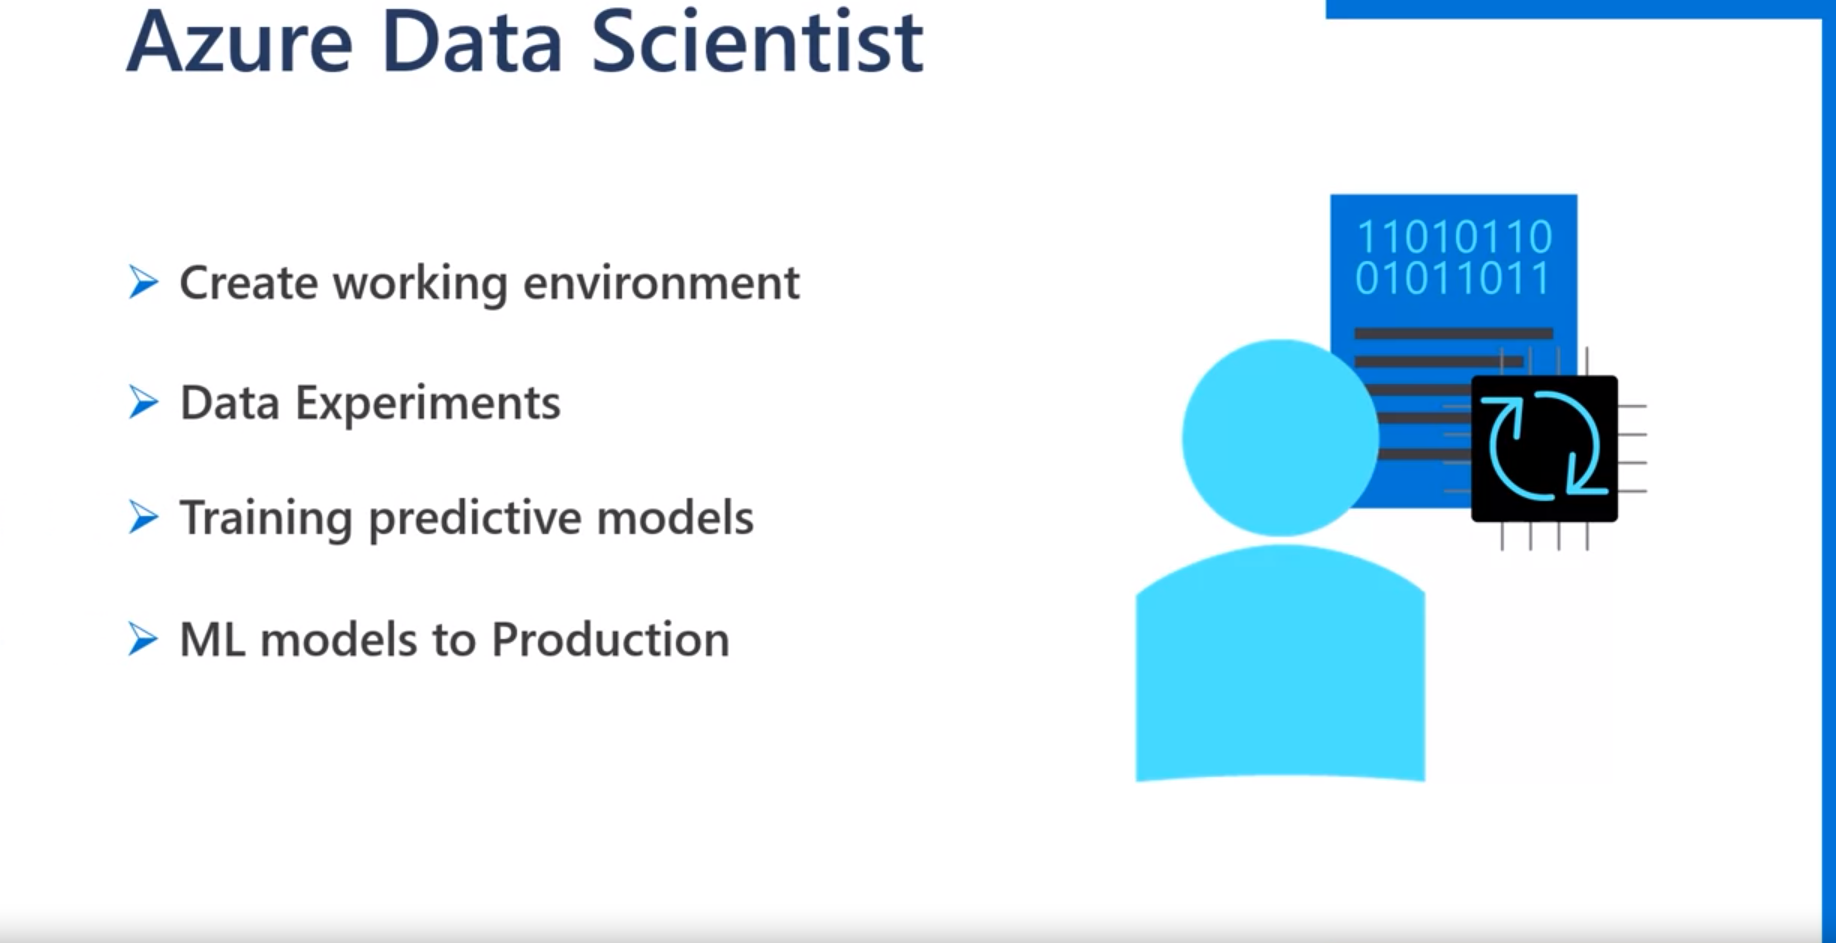 Azure Data Scientist
Create working environment
Data Experiments
Training predictive models
ML models to Production
11010110
01011011